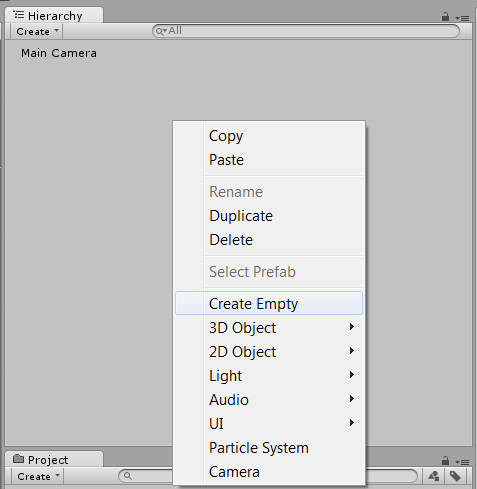 Hierarchy
Create
All
Main Camera
Copy
Paste
Rename
Duplicate
Delete
Select Prefab
Create Empty
3D Object
2D Object
Light
Audio
UI
Particle System
Camera
Project
Create